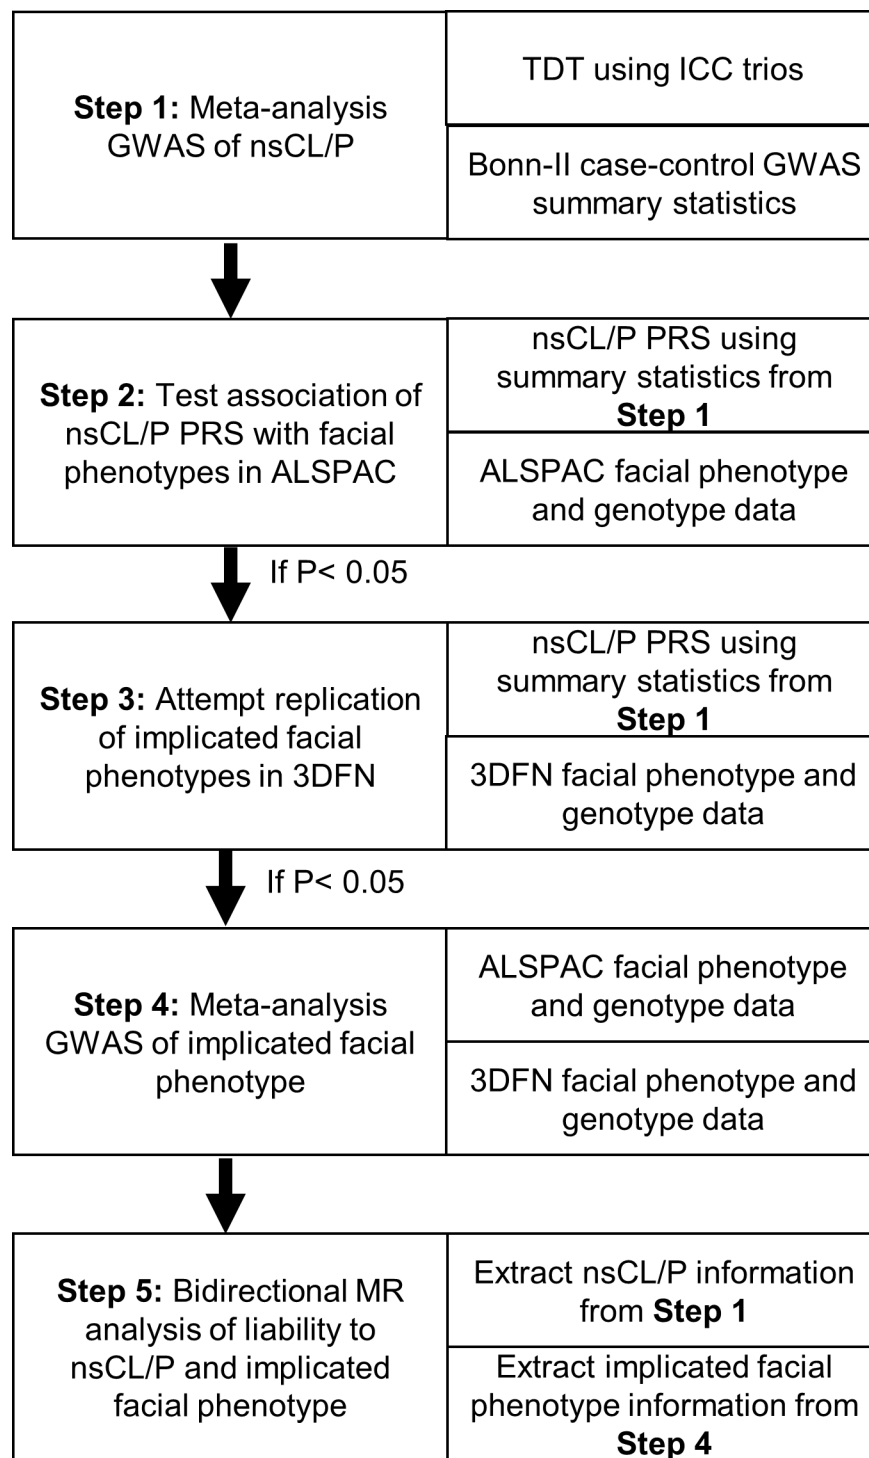 Step 1: Meta-analysis
GWAS of nsCL/P
TDT using ICC trios
Bonn-II case-control GWAS
summary statistics
Step 2: Test association of
nsCL/P PRS with facial
phenotypes in ALSPAC
nsCL/P PRS using
summary statistics from
Step 1
ALSPAC facial phenotype
and genotype data
If P< 0.05
Step 3: Attempt replication
of implicated facial
phenotypes in 3DFN
nsCL/P PRS using
summary statistics from
Step 1
3DFN facial phenotype and
genotype data
If P< 0.05
Step 4: Meta-analysis
GWAS of implicated facial
phenotype
ALSPAC facial phenotype
and genotype data
3DFN facial phenotype and
genotype data
Step 5: Bidirectional MR
analysis of liability to
nsCL/P and implicated
facial phenotype
Extract nsCL/P information
from Step 1
Extract implicated facial
phenotype information from
Step 4